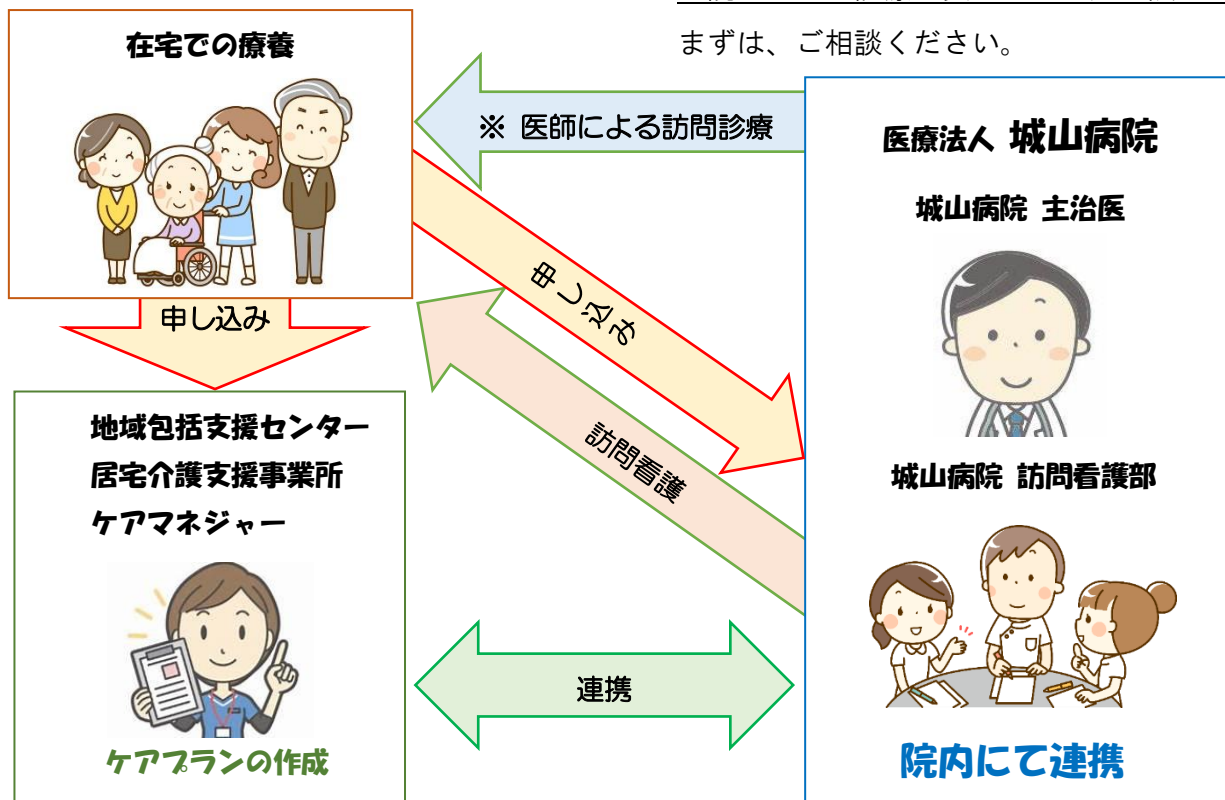 まずは、ご相談ください。
在宅での療養
※ 医師による訪問診療
申し込み
申し込み
訪問看護
医療法人 城山病院
城山病院 主治医
城山病院 訪問看護部
院内にて連携
地域包括支援センター
居宅介護支援事業所
ケアマネジャー
ケアプランの作成
連携